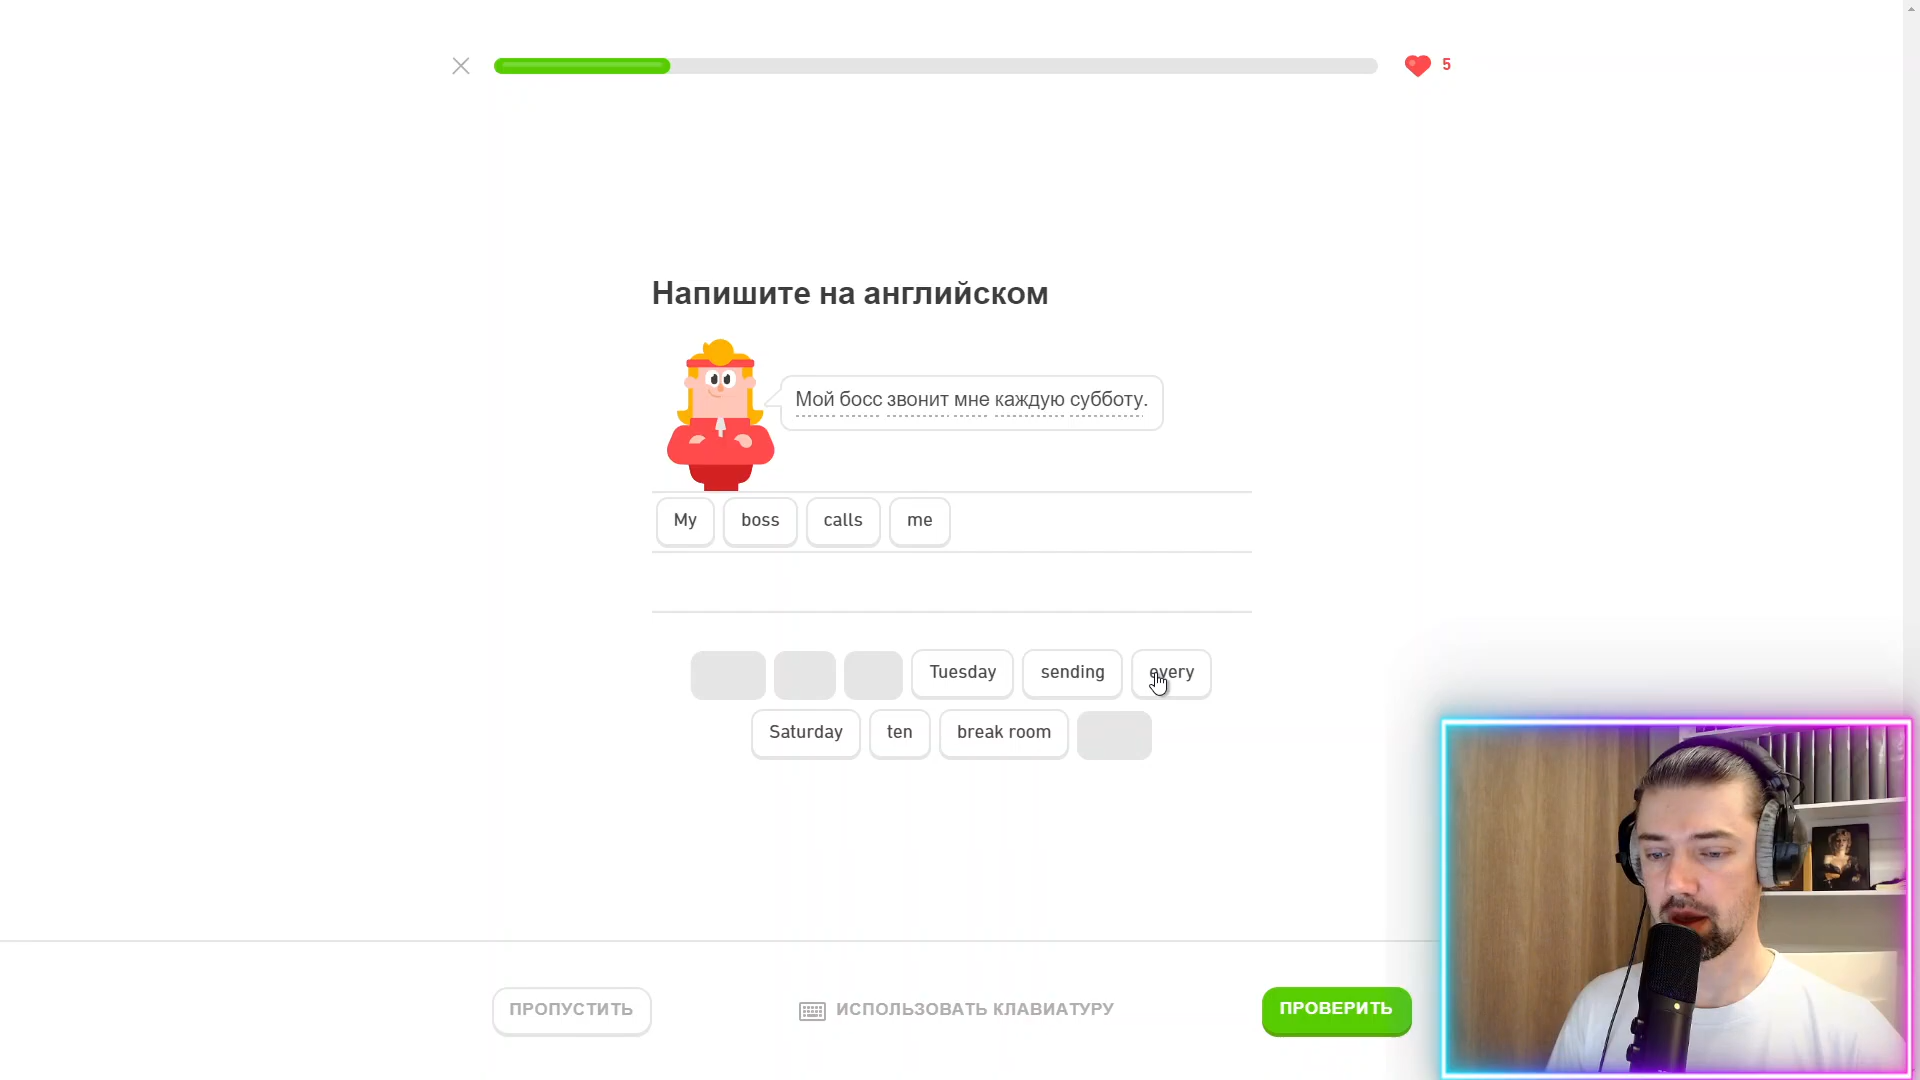 5
Напишите на английском
Мой босс звонит мне каждую субботу.
My boss calls me
Tuesday sending every
Saturday ten break room
ПРОПУСТИТЬ ИСПОЛЬЗОВАТЬ КЛАВИАТУРУ ПРОВЕРИТЬ